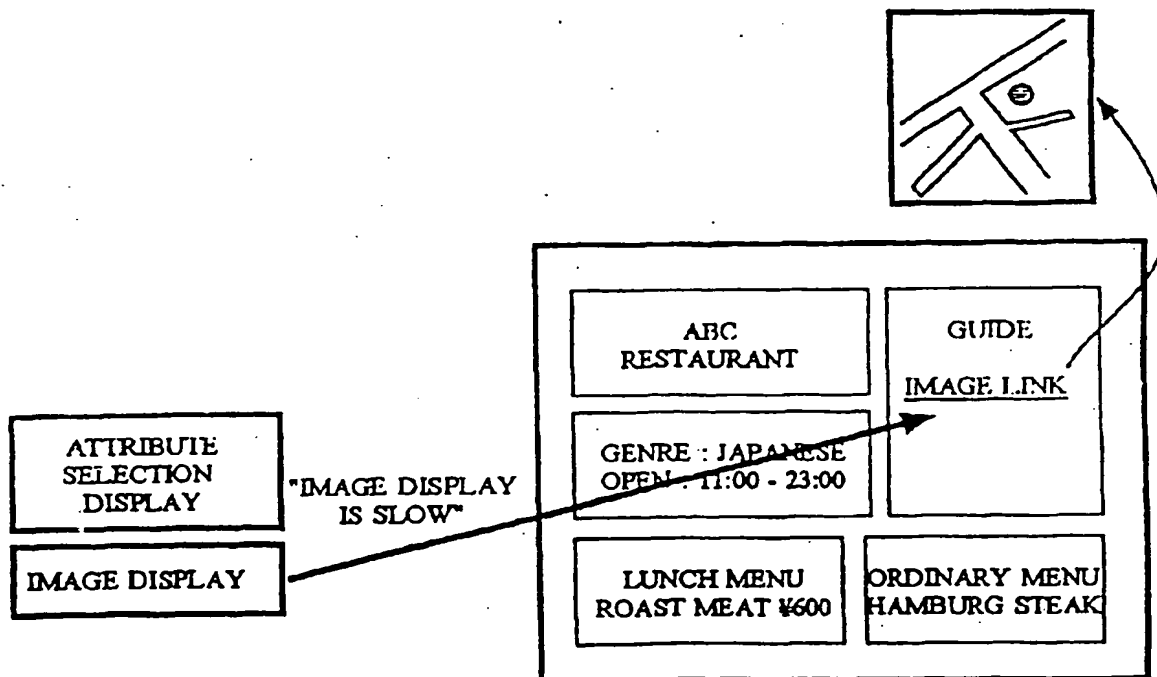 ABC
RESTAURANT
GUIDE
IMAGE LINK
GENRE : JAPANESE
OPEN : 11:00 - 23:00
ATTRIBUTE
SELECTION
DISPLAY
"IMAGE DISPLAY
IS SLOW"
IMAGE DISPLAY
LUNCH MENU
ROAST MEAT ¥600
ORDINARY MENU
HAMBURG STEAK